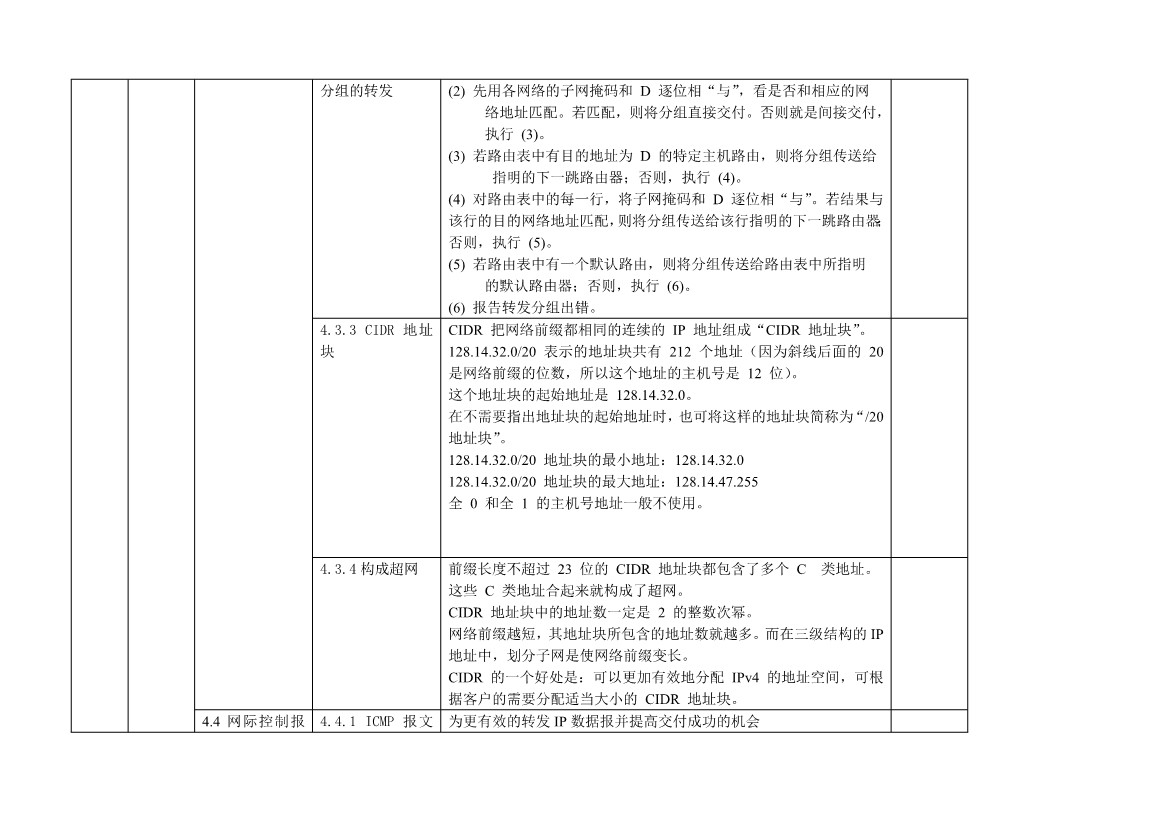 分组的转发
(2) 先用各网络的子网掩码和 D 逐位相“与”，看是否和相应的网
络地址匹配。若匹配，则将分组直接交付。否则就是间接交付，
执行 (3)。
(3) 若路由表中有目的地址为 D 的特定主机路由，则将分组传送给
指明的下一跳路由器；否则，执行 (4)。
(4) 对路由表中的每一行，将子网掩码和 D 逐位相“与”。若结果与
该行的目的网络地址匹配，则将分组传送给该行指明的下一跳路由器
否则，执行 (5)。
(5) 若路由表中有一个默认路由，则将分组传送给路由表中所指明
的默认路由器；否则，执行 (6)。
(6) 报告转发分组出错。
4.3.3 CIDR 地址
块
CIDR 把网络前缀都相同的连续的 IP 地址组成“CIDR 地址块”。
128.14.32.0/20 表示的地址块共有 212 个地址（因为斜线后面的 20
是网络前缀的位数，所以这个地址的主机号是 12 位）。
这个地址块的起始地址是 128.14.32.0。
在不需要指出地址块的起始地址时，也可将这样的地址块简称为“/20
地址块”。
128.14.32.0/20 地址块的最小地址：128.14.32.0
128.14.32.0/20 地址块的最大地址：128.14.47.255
全 0 和全 1 的主机号地址一般不使用。
4.3.4 构成超网
前缀长度不超过 23 位的 CIDR 地址块都包含了多个 C 类地址。
这些 C 类地址合起来就构成了超网。
CIDR 地址块中的地址数一定是 2 的整数次幂。
网络前缀越短，其地址块所包含的地址数就越多。而在三级结构的 IP
地址中，划分子网是使网络前缀变长。
CIDR 的一个好处是：可以更加有效地分配 IPv4 的地址空间，可根
据客户的需要分配适当大小的 CIDR 地址块。
4.4 网际控制报
4.4.1 ICMP 报文
为更有效的转发 IP 数据报并提高交付成功的机会